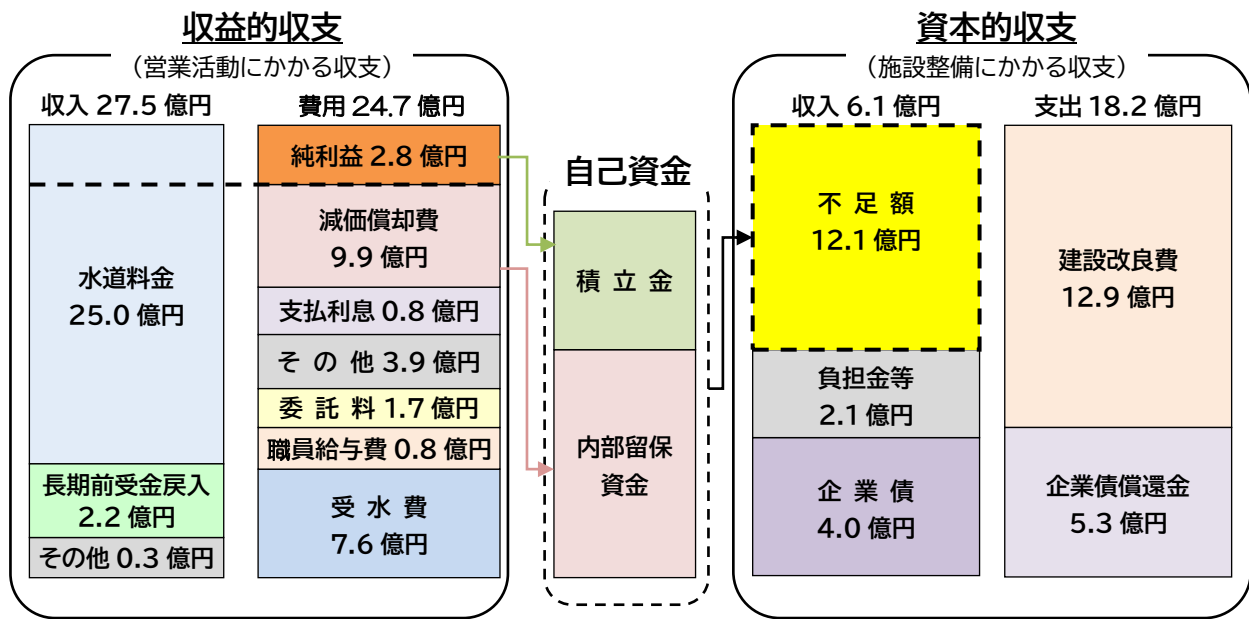 収益的収支
（営業活動にかかる収支）
収入 27.5 億円
費用 24.7 億円
水道料金
25.0 億円
長期前受金戻入
2.2 億円
その他 0.3 億円
純利益 2.8 億円
減価償却費
9.9 億円
支払利息 0.8 億円
そ の 他 3.9 億円
委 託 料 1.7 億円
職員給与費 0.8 億円
受 水 費
7.6 億円
自己資金
積 立 金
内部留保
資金
資本的収支
（施設整備にかかる収支）
収入 6.1 億円
支出 18.2 億円
不 足 額
12.1 億円
負担金等
2.1 億円
企 業 債
4.0 億円
建設改良費
12.9 億円
企業債償還金
5.3 億円